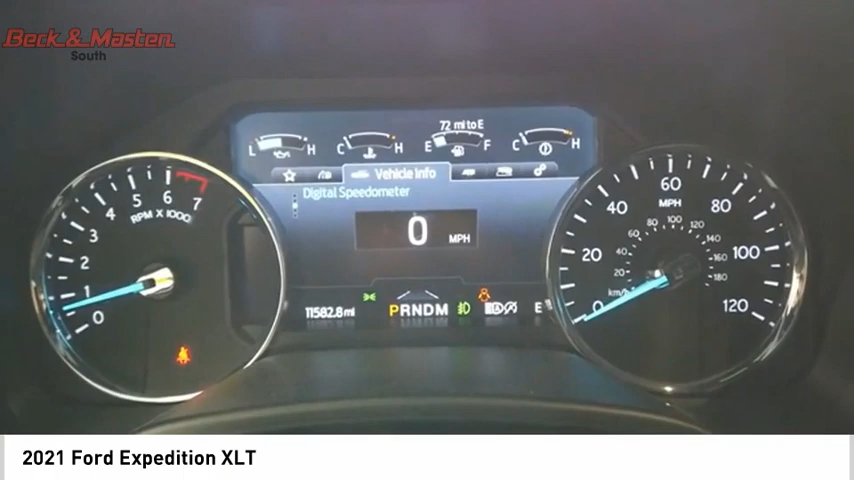 Beck & Masten
South
72 mi to E
L H C H E F C H
Vehicle Info
Digital Speedometer
0 MPH
11582.8 mi
PRNDM
E
0 1 2 3 4 5 6 7
RPM X 1000
0 20 40 60 80 100 120
MPH
20 40 60 80 100 120 140 160 180
km/h
2021 Ford Expedition XLT